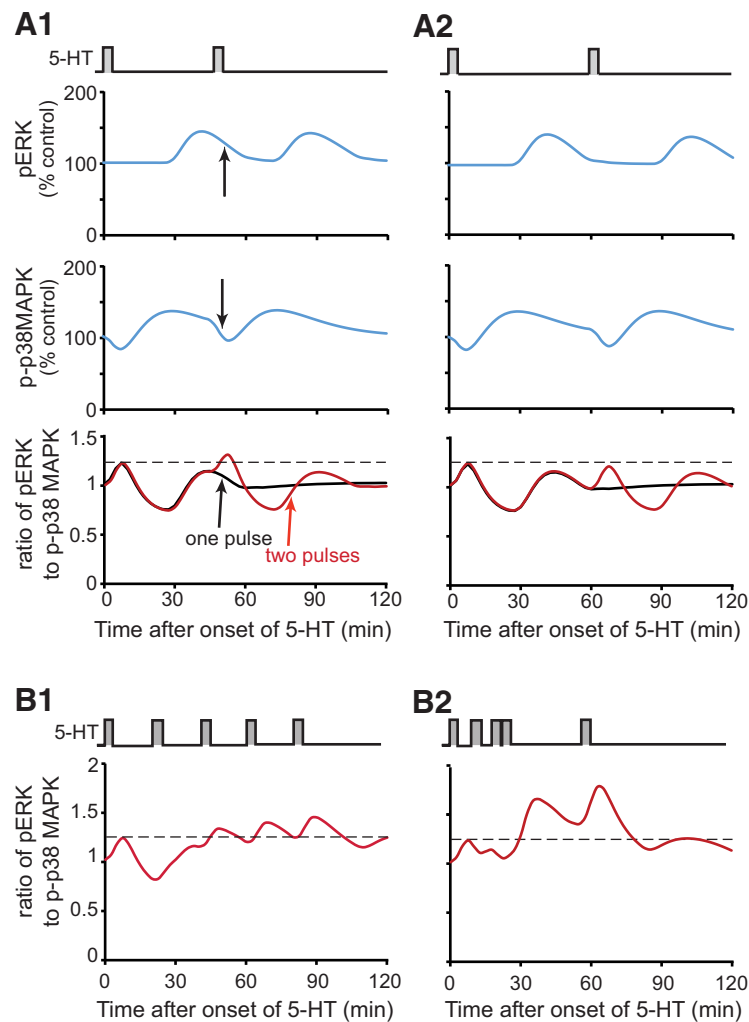 A1
A2
5-HT
200
100
0
pERK
(% control)
200
100
0
p-p38MAPK
(% control)
1.5
1
0.5
0
ratio of pERK
to p-p38 MAPK
one pulse
two pulses
0 30 60 90 120
Time after onset of 5-HT (min)
0 30 60 90 120
Time after onset of 5-HT (min)
B1
B2
5-HT
2
1.5
1
0.5
0
ratio of pERK
to p-p38 MAPK
0 30 60 90 120
Time after onset of 5-HT (min)
0 30 60 90 120
Time after onset of 5-HT (min)